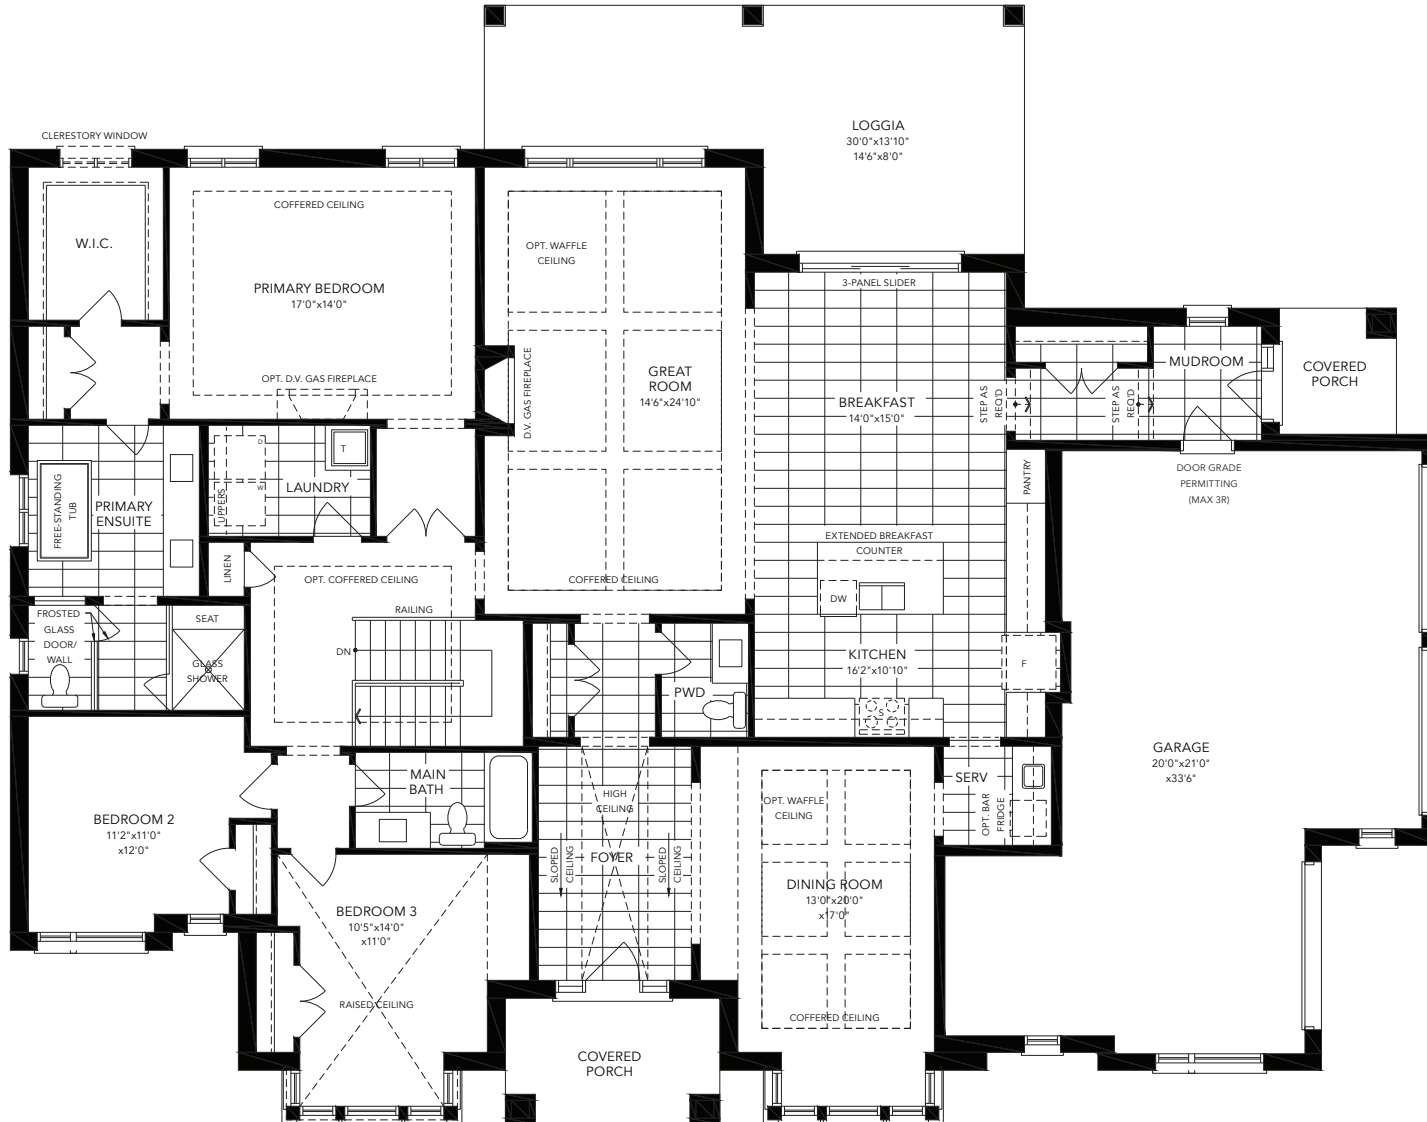 CLERESTORY WINDOW
LOGGIA
30'0"x13'10"
14'6"x8'0"
COFFERED CEILING
W.I.C.
PRIMARY BEDROOM
17'0"x14'0"
OPT. D.V. GAS FIREPLACE
OPT. WAFFLE
CEILING
D.V. GAS FIREPLACE
GREAT
ROOM
14'6"x24'10"
COFFERED CEILING
3-PANEL SLIDER
BREAKFAST
14'0"x15'0"
STEP AS
REQ'D
STEP AS
REQ'D
MUDROOM
COVERED
PORCH
DOOR GRADE
PERMITTING
(MAX 3R)
PANTRY
FREE-STANDING
TUB
PRIMARY
ENSUITE
D
W
UPPERS
T
LAUNDRY
LINEN
OPT. COFFERED CEILING
RAILING
DN
FROSTED
GLASS
DOOR/
WALL
SEAT
GLASS
SHOWER
EXTENDED BREAKFAST
COUNTER
DW
KITCHEN
16'2"x10'10"
F
S
PWD
GARAGE
20'0"x21'0"
x33'6"
MAIN
BATH
BEDROOM 2
11'2"x11'0"
x12'0"
HIGH
CEILING
SLOPED
CEILING
FOYER
SLOPED
CEILING
OPT. WAFFLE
CEILING
SERV
OPT. BAR
FRIDGE
DINING ROOM
13'0"x20'0"
x17'0"
COFFERED CEILING
BEDROOM 3
10'5"x14'0"
x11'0"
RAISED CEILING
COVERED
PORCH